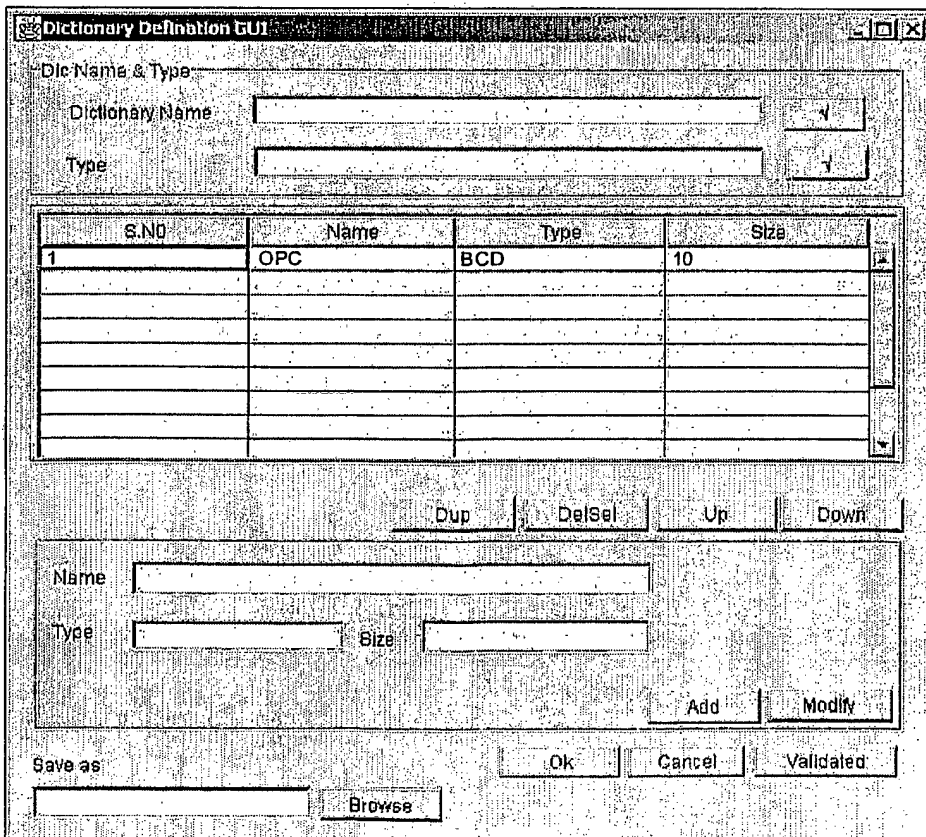 Dictionary Defination GUI
Dic Name & Type
Dictionary Name √
Type √
S.N0 Name Type Size
1 OPC BCD 10
Dup DelSel Up Down
Name
Type Size
Add Modify
Save as Ok Cancel Validated
Browse